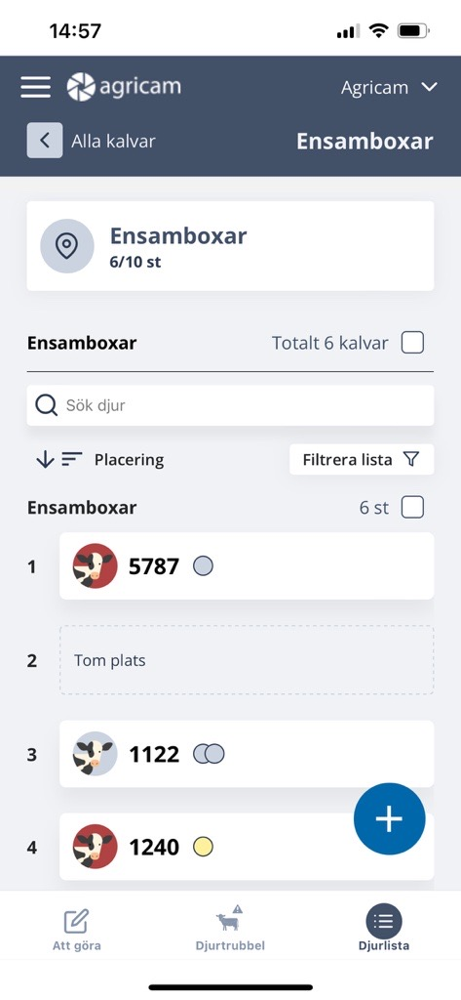 14:57
agricam
Agricam
Alla kalvar
Ensamboxar
Ensamboxar
6/10 st
Ensamboxar
Totalt 6 kalvar
Sök djur
Placering
Filtrera lista
Ensamboxar
6 st
1
5787
2
Tom plats
3
1122
4
1240
Att göra
Djurtrubbel
Djurlista